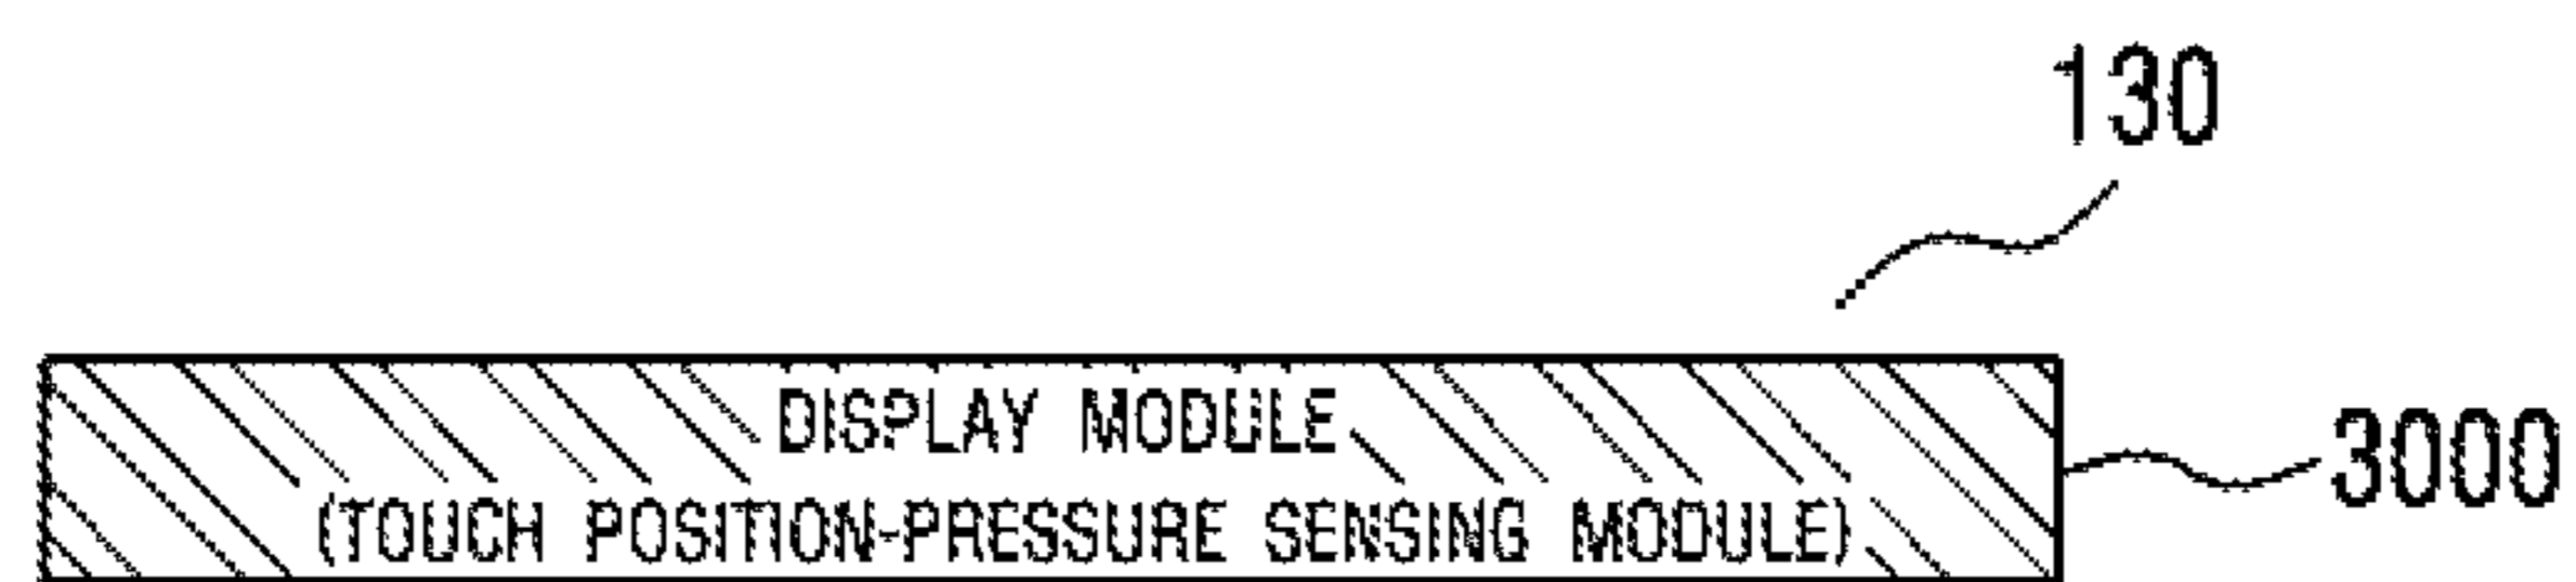 130
DISPLAY MODULE
3000
(TOUCH POSITION-PRESSURE SENSING MODULE)